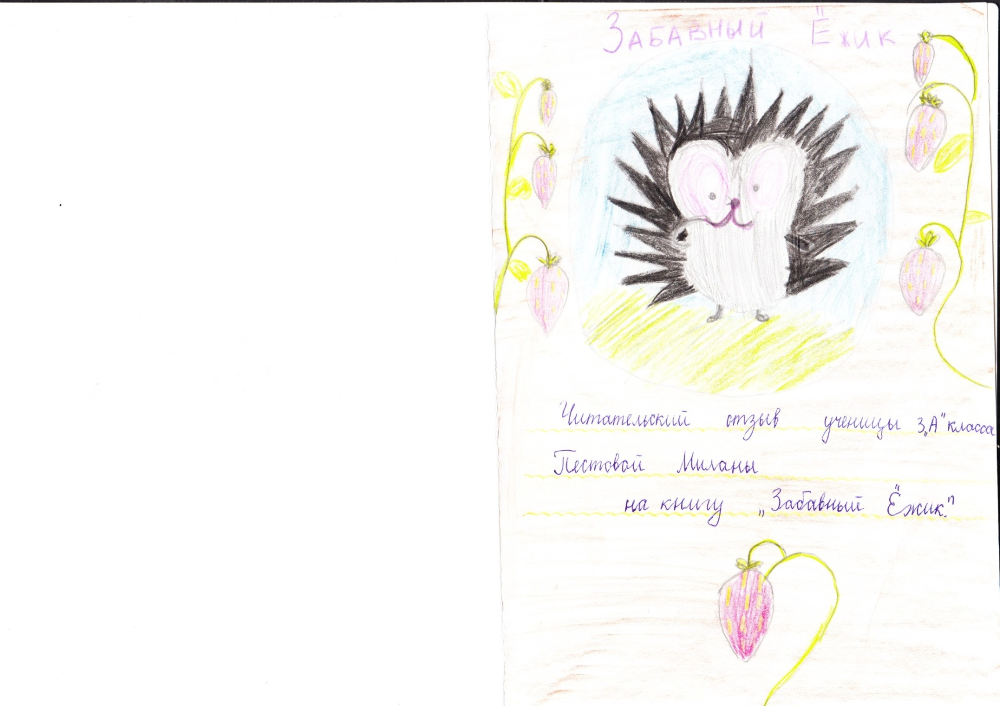 Забавный Ёжик
Читательский отзыв ученицы 3„А" класса
Пестовой Миланы
на книгу „Забавный Ёжик."